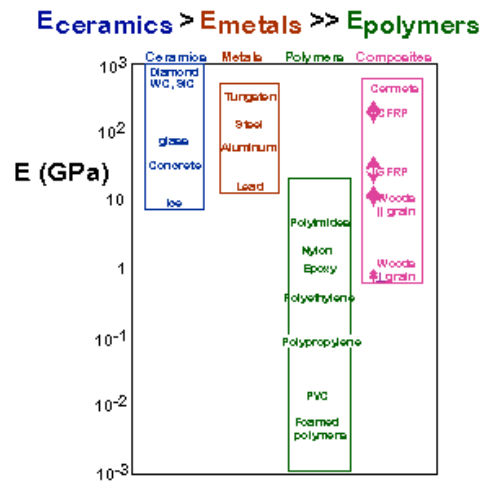 Eceramics > Emetals >> Epolymers
Ceramics Metals Polymers Composites
10³
Diamond
WC, SiC
Tungsten
Cermets
10²
CFRP
Steel
glass
Aluminum
E (GPa)
Concrete
GFRP
10
Lead
Ice
Woods
|| grain
Polyimides
Nylon
1
Epoxy
Woods
⊥ grain
Polyethylene
10⁻¹
Polypropylene
10⁻²
PVC
Foamed
polymers
10⁻³